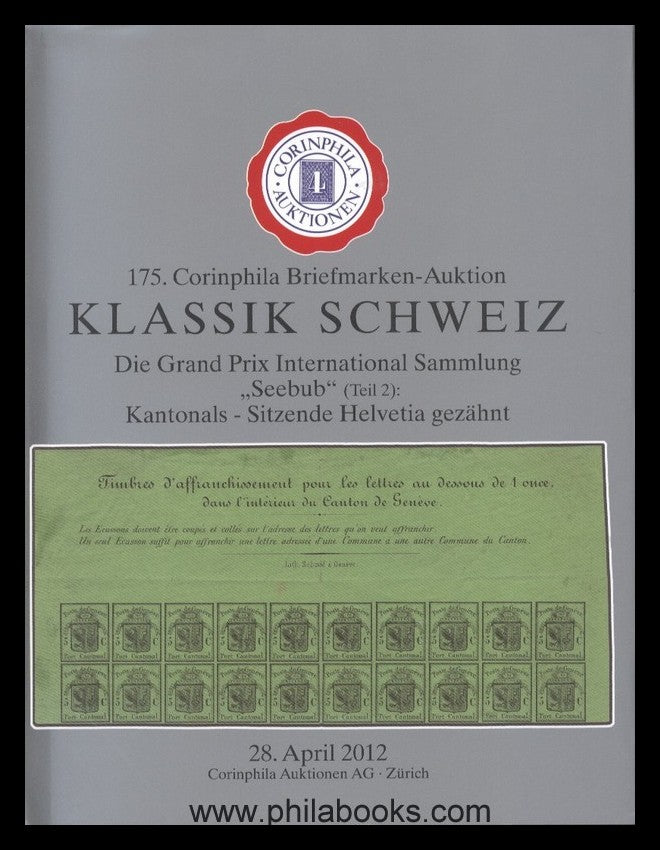 CORINPHILA
4
AUKTIONEN
175. Corinphila Briefmarken-Auktion
KLASSIK SCHWEIZ
Die Grand Prix International Sammlung
„Seebub“ (Teil 2):
Kantonals - Sitzende Helvetia gezähnt
Timbres d'affranchissement pour les lettres au dessous de 1 once,
dans l'intérieur du Canton de Genève.
Les Ecussons doivent être coupés et collés sur l'adresse des lettres qu'on veut affranchir.
Un seul Ecusson suffit pour affranchir une lettre adressée d'une Commune à une autre Commune du Canton.
Port Cantonal
28. April 2012
Corinphila Auktionen AG · Zürich
www.philabooks.com